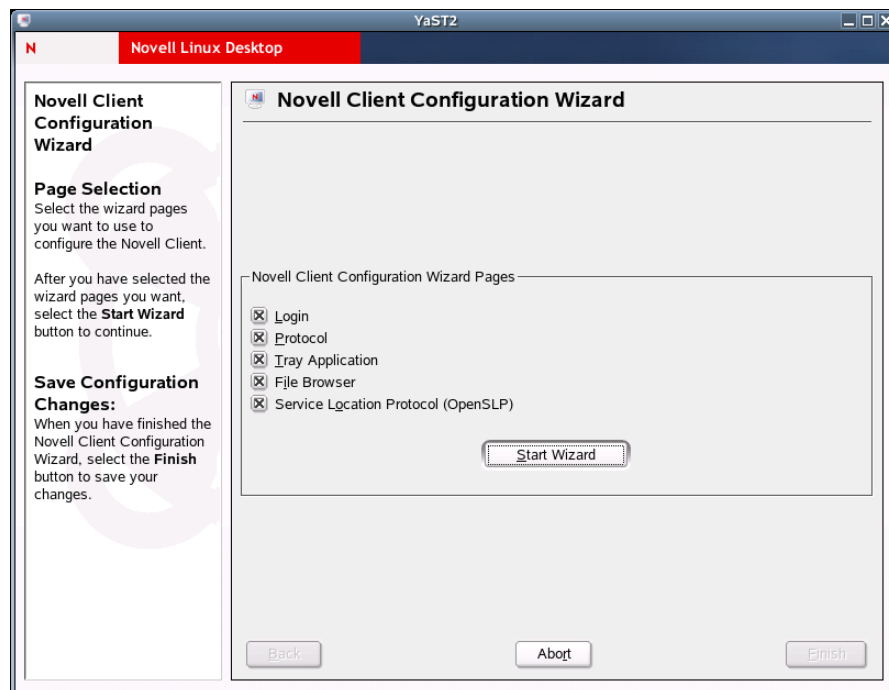 YaST2
N
Novell Linux Desktop
Novell Client
Configuration
Wizard
Page Selection
Select the wizard pages
you want to use to
configure the Novell Client.
After you have selected the
wizard pages you want,
select the Start Wizard
button to continue.
Save Configuration
Changes:
When you have finished the
Novell Client Configuration
Wizard, select the Finish
button to save your
changes.
Novell Client Configuration Wizard
Novell Client Configuration Wizard Pages
Login
Protocol
Tray Application
File Browser
Service Location Protocol (OpenSLP)
Start Wizard
Back
Abort
Finish